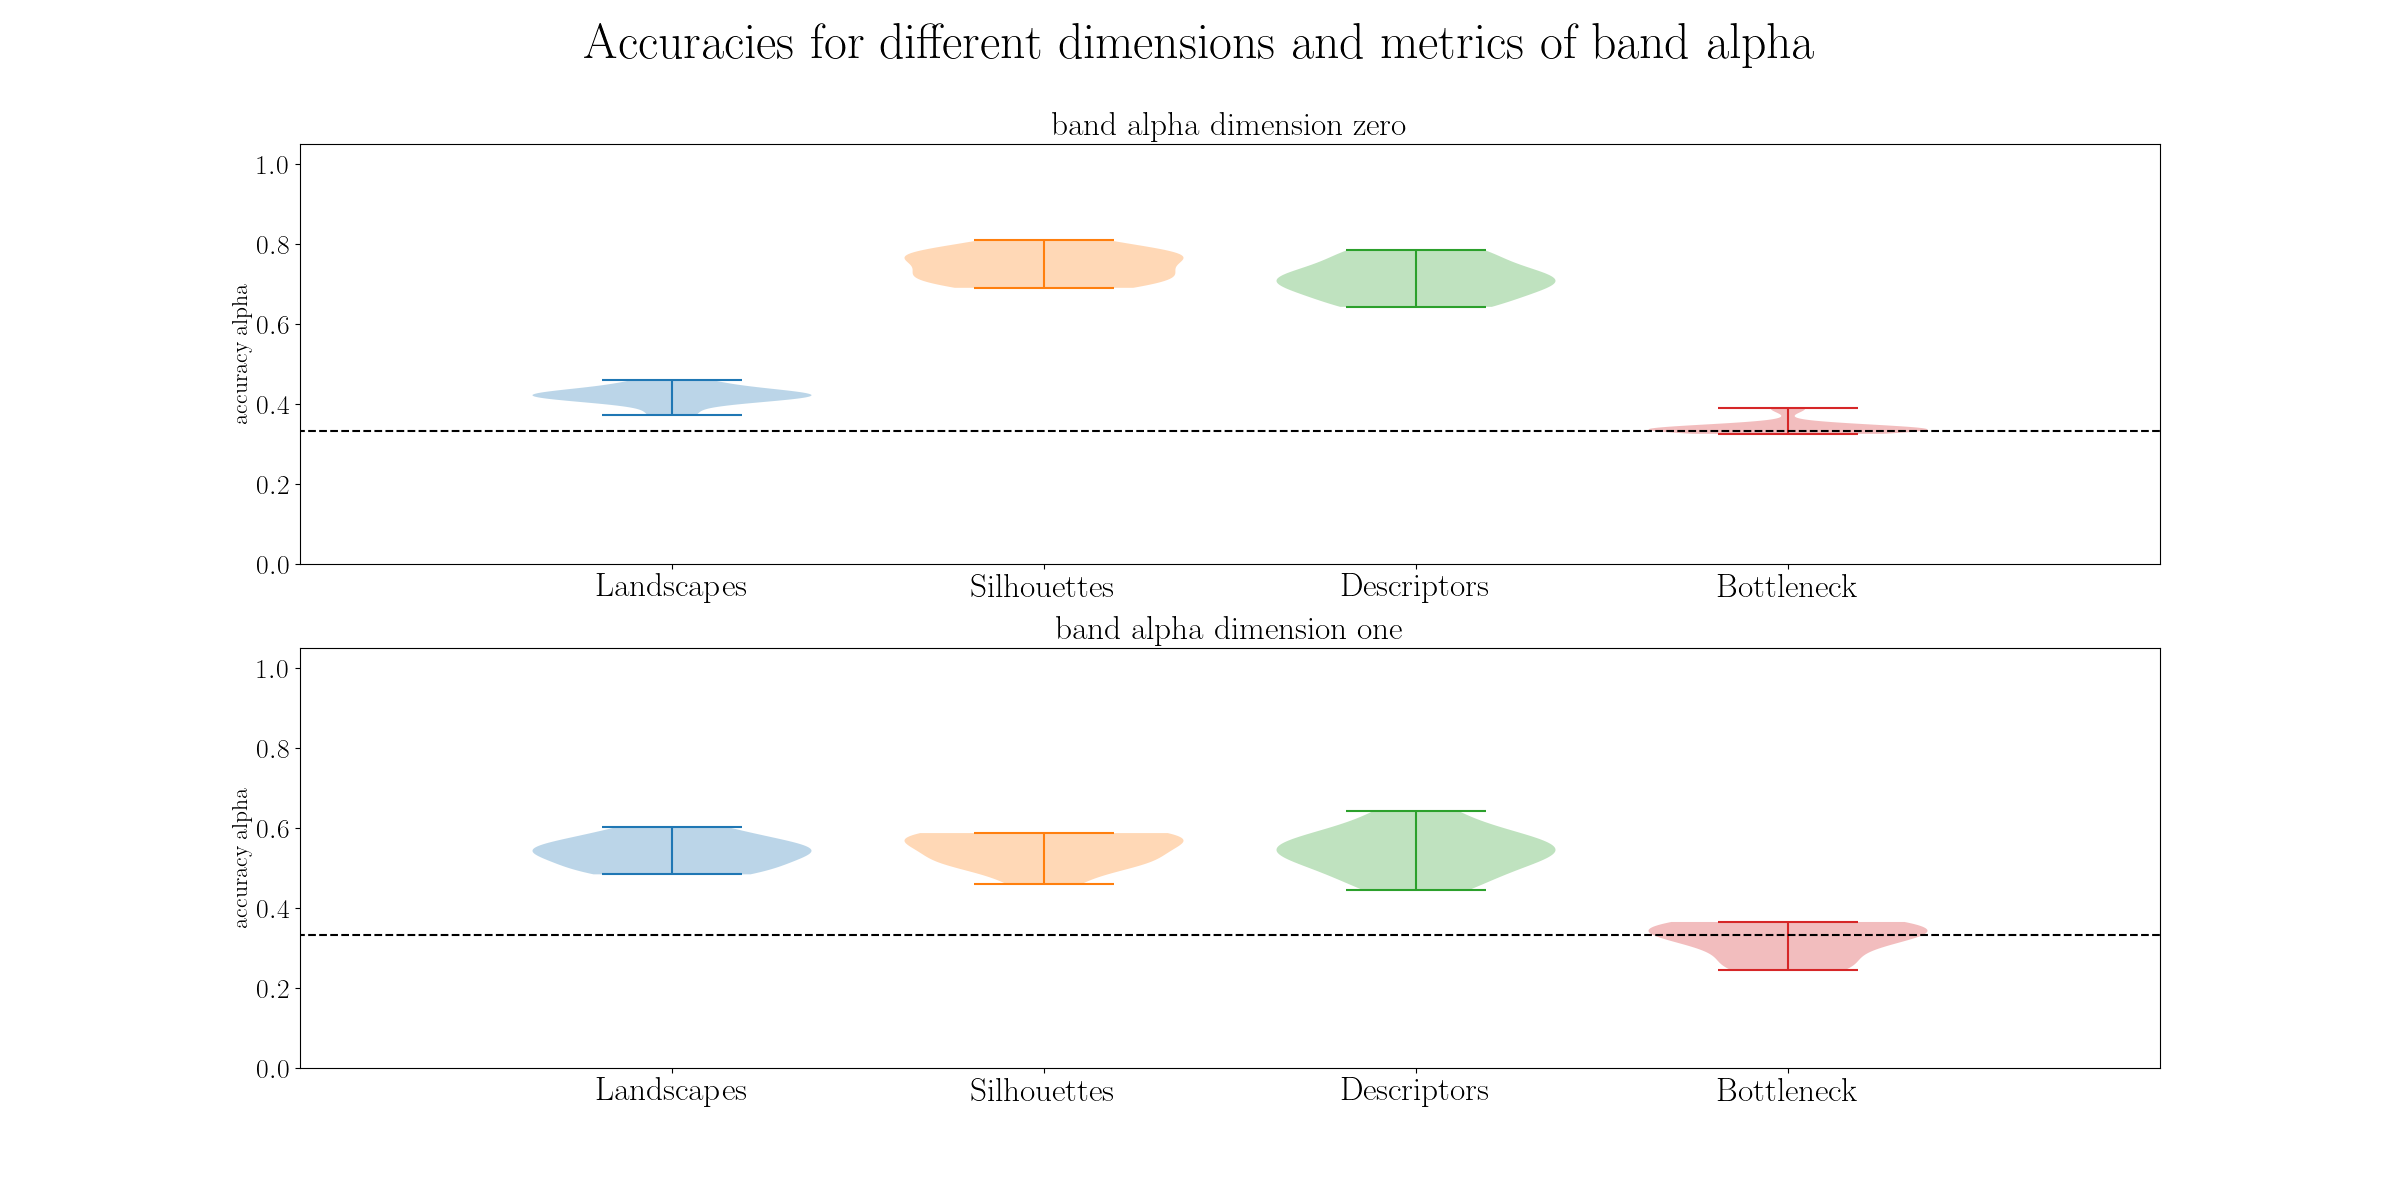 Accuracies for different dimensions and metrics of band alpha
band alpha dimension zero
accuracy alpha
1.0
0.8
0.6
0.4
0.2
0.0
Landscapes Silhouettes Descriptors Bottleneck
band alpha dimension one
accuracy alpha
1.0
0.8
0.6
0.4
0.2
0.0
Landscapes Silhouettes Descriptors Bottleneck